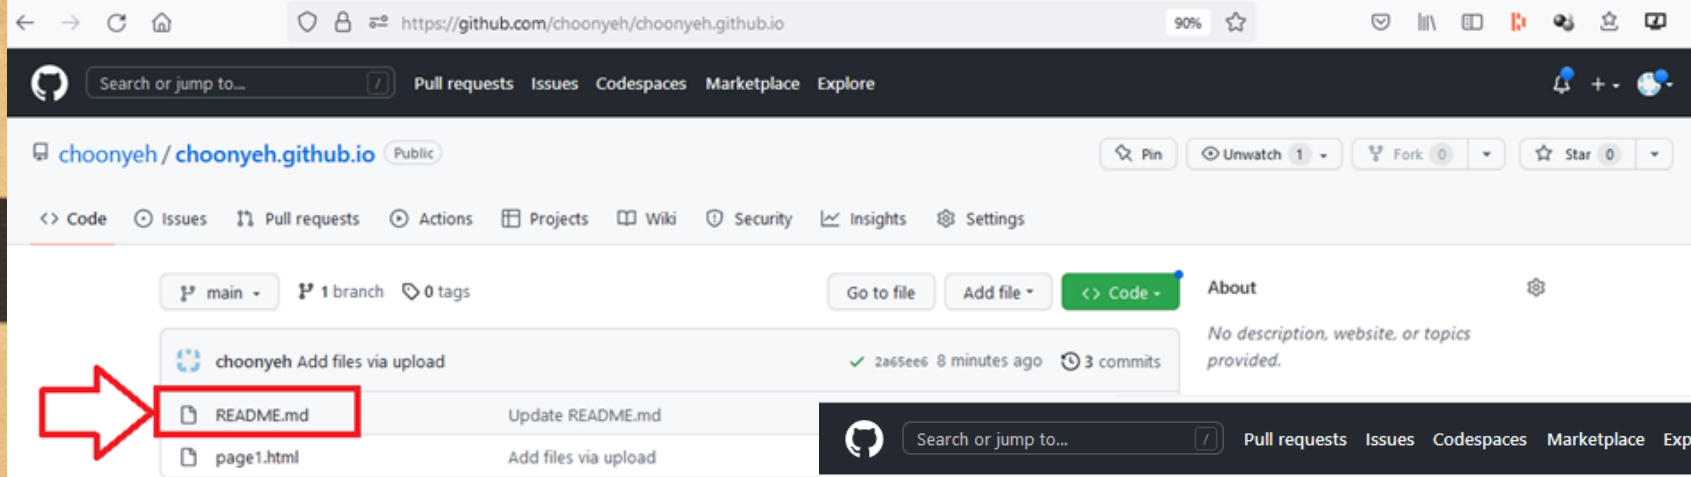 https://github.com/choonyeh/choonyeh.github.io 90%
Search or jump to... / Pull requests Issues Codespaces Marketplace Explore
choonyeh / choonyeh.github.io Public Pin Unwatch 1 Fork 0 Star 0
<> Code Issues Pull requests Actions Projects Wiki Security Insights Settings
main 1 branch 0 tags Go to file Add file <> Code About
No description, website, or topics
provided.
choonyeh Add files via upload 2a65ee6 8 minutes ago 3 commits
README.md Update README.md
page1.html Add files via upload
Search or jump to... / Pull requests Issues Codespaces Marketplace Exp